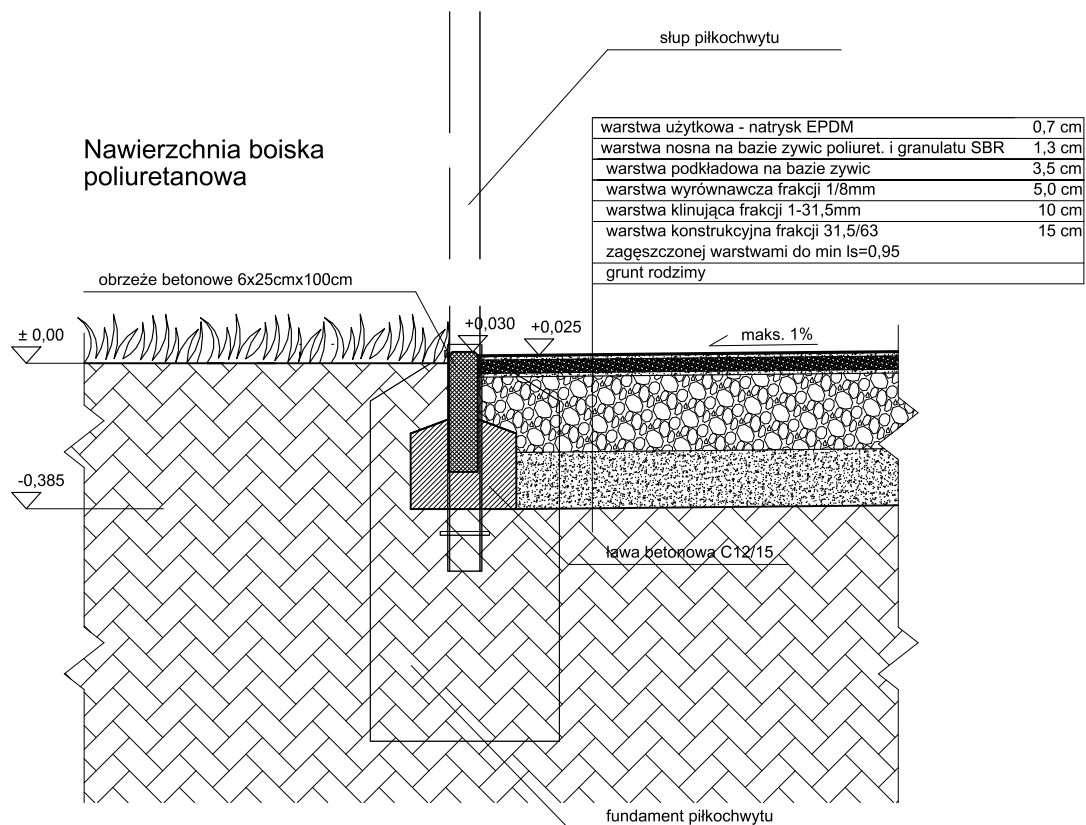 słup piłkochwytu
Nawierzchnia boiska
poliuretanowa
warstwa użytkowa - natrysk EPDM 0,7 cm
warstwa nosna na bazie zywic poliuret. i granulatu SBR 1,3 cm
warstwa podkładowa na bazie zywic 3,5 cm
warstwa wyrównawcza frakcji 1/8mm 5,0 cm
warstwa klinująca frakcji 1-31,5mm 10 cm
warstwa konstrukcyjna frakcji 31,5/63 15 cm
zagęszczonej warstwami do min ls=0,95
grunt rodzimy
obrzeże betonowe 6x25cmx100cm
± 0,00
+0,030
+0,025
maks. 1%
-0,385
ława betonowa C12/15
fundament piłkochwytu